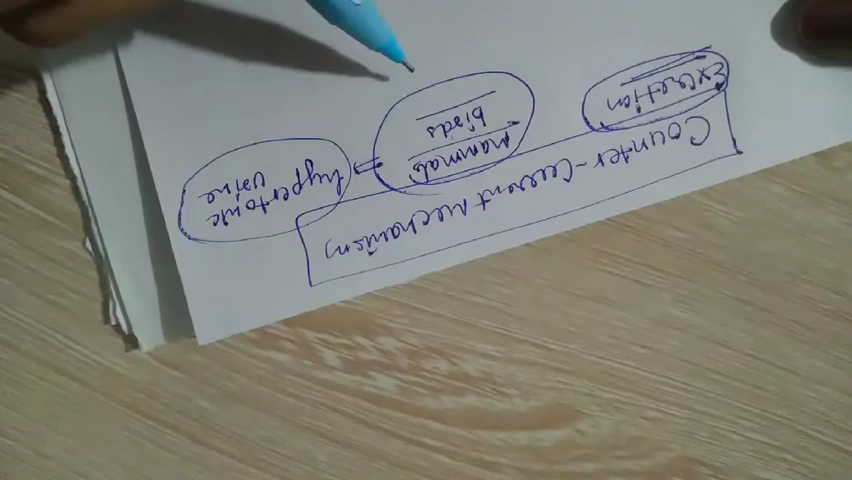 Counter-Current Mechanism
Excretion
mammals
birds
hypertonic
urine